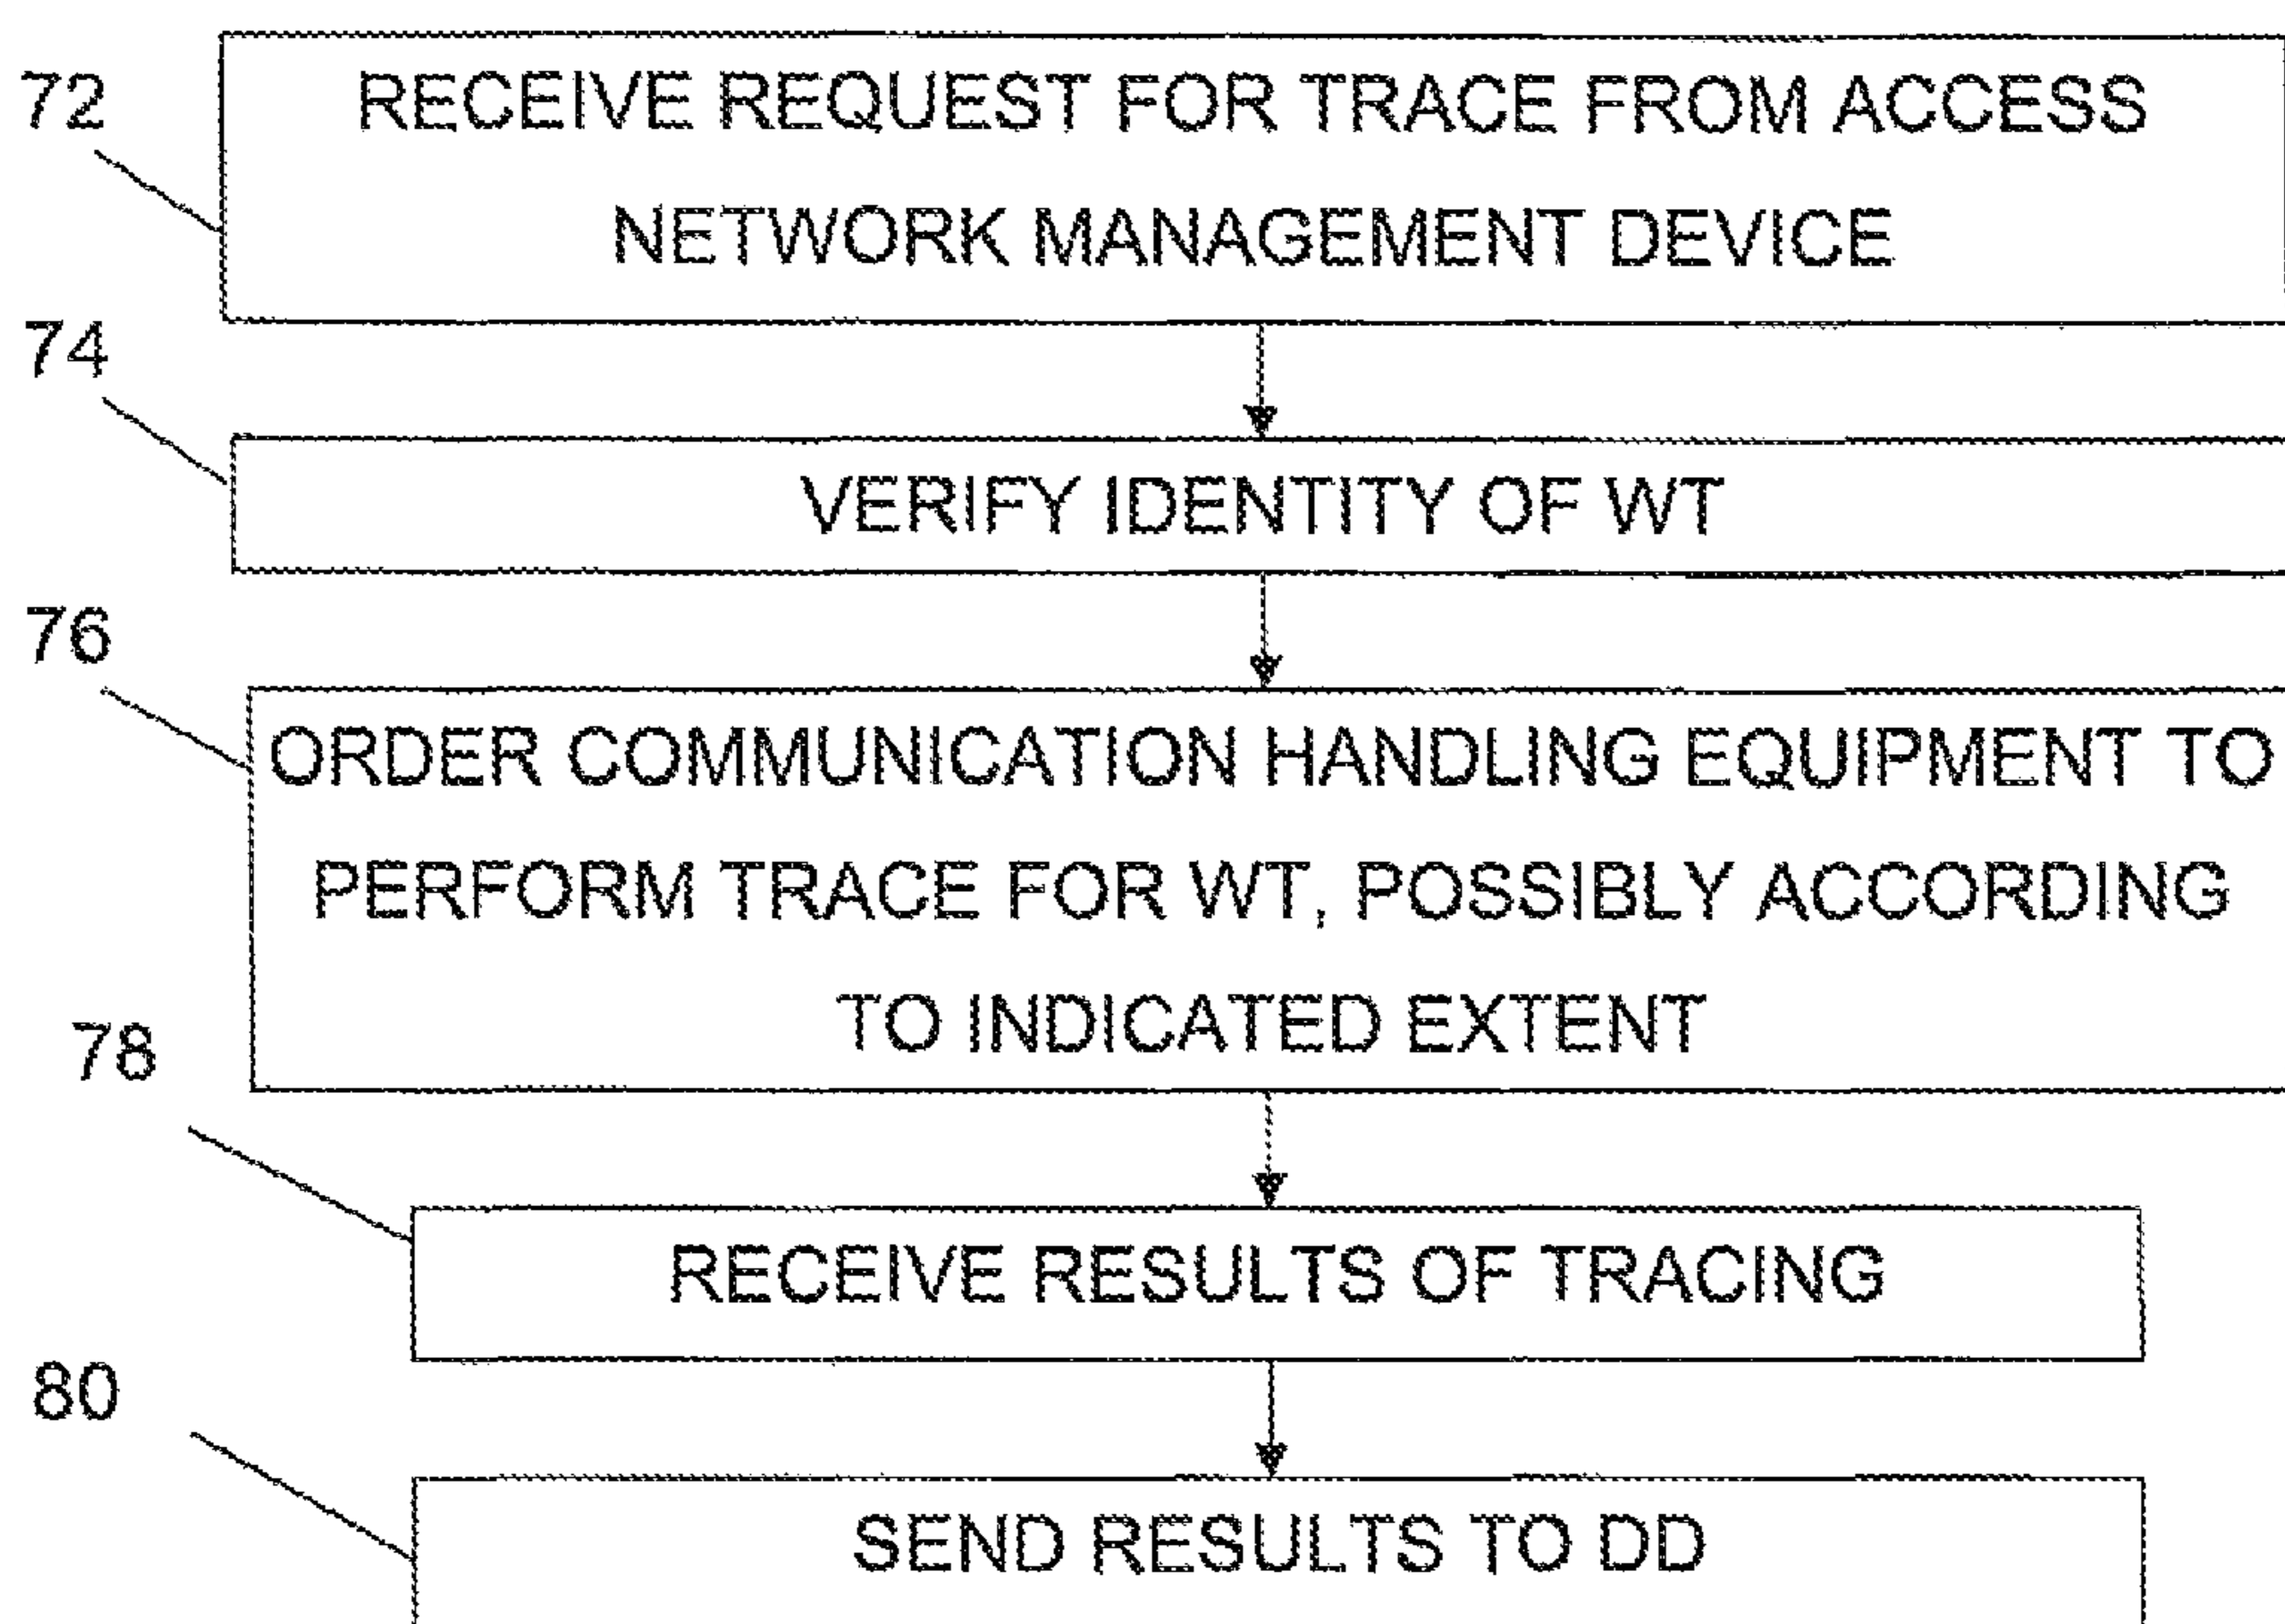 72
RECEIVE REQUEST FOR TRACE FROM ACCESS
NETWORK MANAGEMENT DEVICE
74
VERIFY IDENTITY OF WT
76
ORDER COMMUNICATION HANDLING EQUIPMENT TO
PERFORM TRACE FOR WT, POSSIBLY ACCORDING
TO INDICATED EXTENT
78
RECEIVE RESULTS OF TRACING
80
SEND RESULTS TO DD